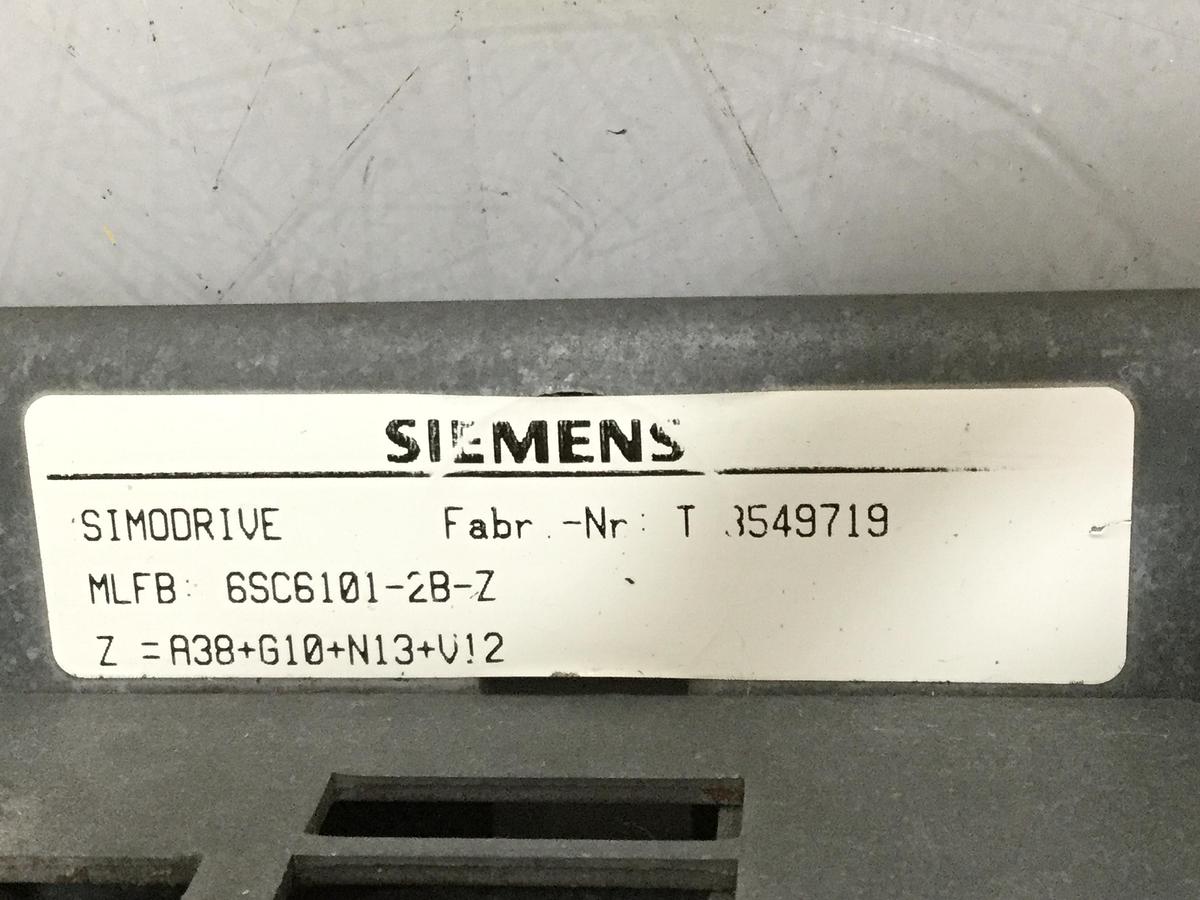 SIEMENS
SIMODRIVE Fabr.-Nr: T 3549719
MLFB: 6SC6101-2B-Z
Z =A38+G10+N13+V12